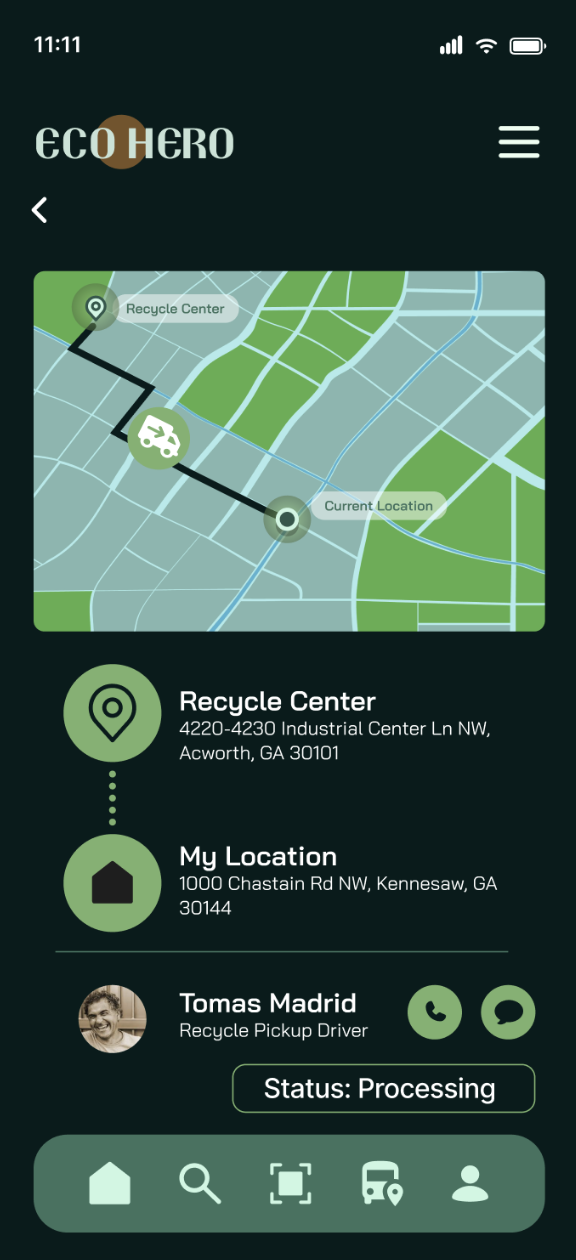 11:11
ECO HERO
Recycle Center
Current Location
Recycle Center
4220-4230 Industrial Center Ln NW,
Acworth, GA 30101
My Location
1000 Chastain Rd NW, Kennesaw, GA
30144
Tomas Madrid
Recycle Pickup Driver
Status: Processing